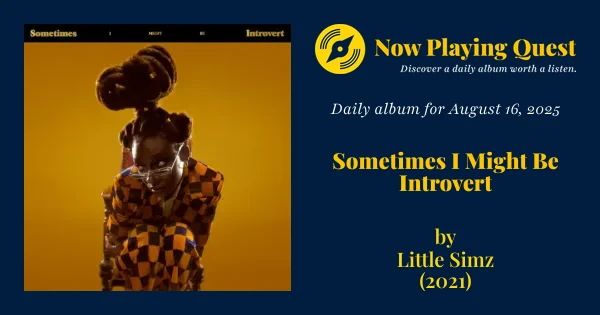 Sometimes I MIGHT BE Introvert
Now Playing Quest
Discover a daily album worth a listen.
Daily album for August 16, 2025
Sometimes I Might Be
Introvert
by
Little Simz
(2021)